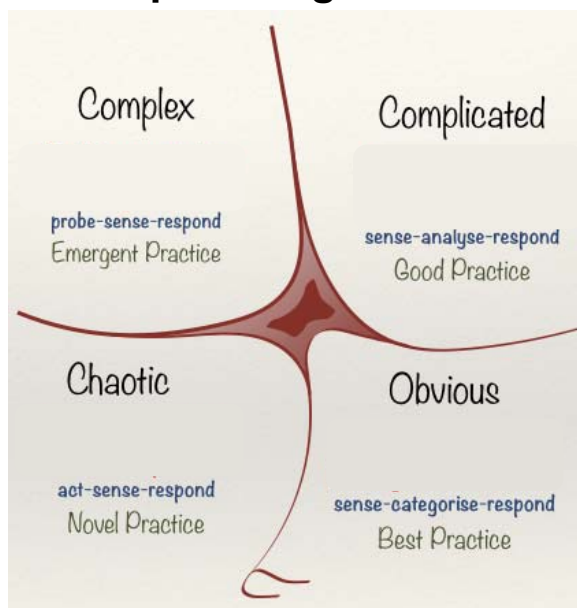 Complex
probe-sense-respond
Emergent Practice
Complicated
sense-analyse-respond
Good Practice
Chaotic
act-sense-respond
Novel Practice
Obvious
sense-categorise-respond
Best Practice